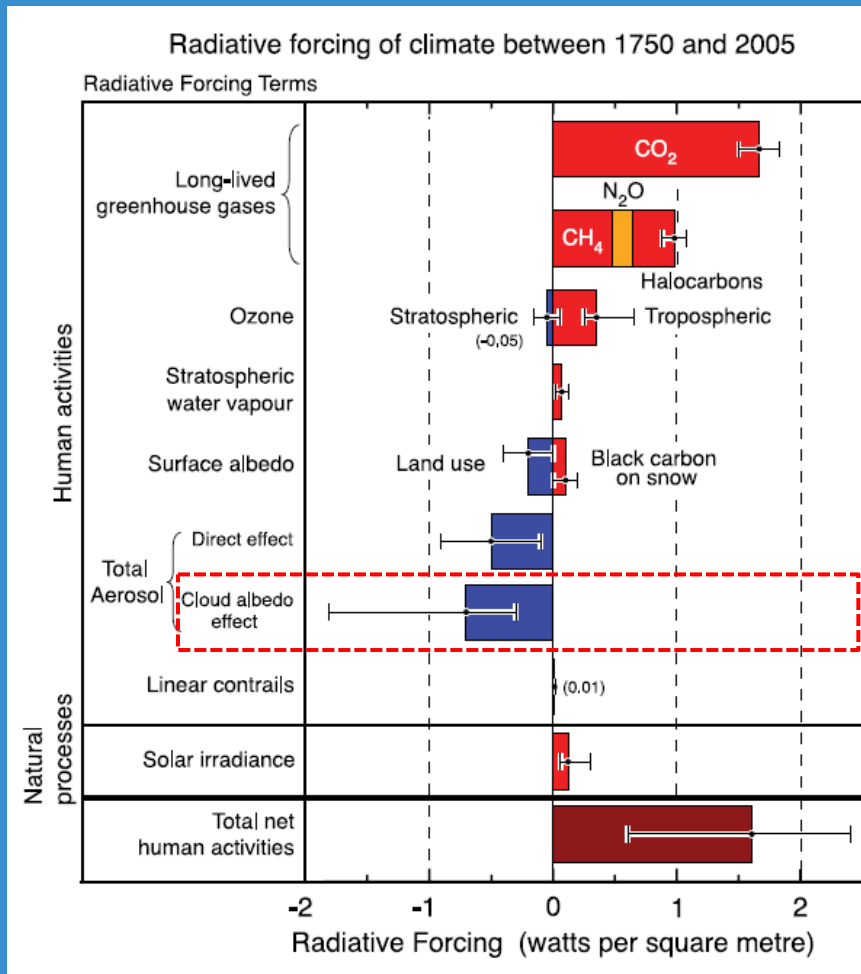 Radiative forcing of climate between 1750 and 2005
Radiative Forcing Terms
Human activities
Long-lived
greenhouse gases
CO₂
N₂O
CH₄
Halocarbons
Ozone
Stratospheric
(-0.05)
Tropospheric
Stratospheric
water vapour
Surface albedo
Land use
Black carbon
on snow
Total
Aerosol
Direct effect
Cloud albedo
effect
Linear contrails
(0.01)
Natural
processes
Solar irradiance
Total net
human activities
-2 -1 0 1 2
Radiative Forcing (watts per square metre)